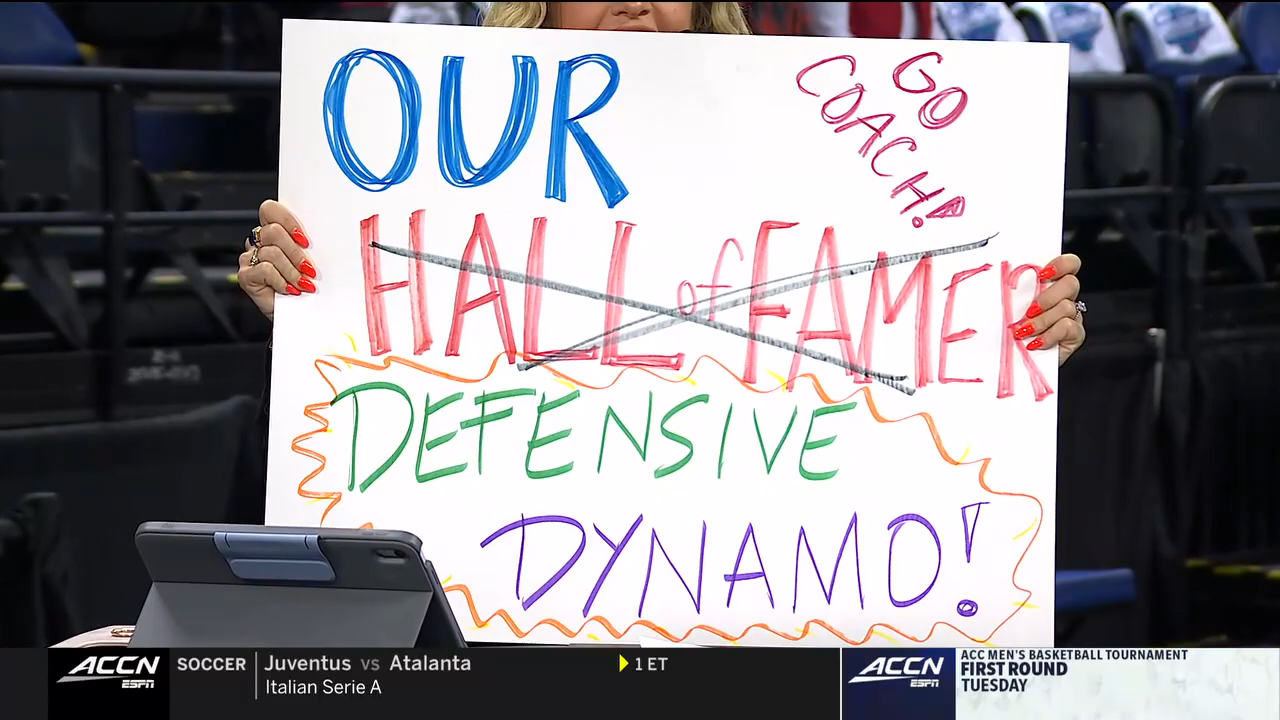 OUR
GO
COACH!
HALL of FAMER
DEFENSIVE
DYNAMO!
ACCN
ESPN
SOCCER
Juventus vs Atalanta
Italian Serie A
1 ET
ACCN
ESPN
ACC MEN'S BASKETBALL TOURNAMENT
FIRST ROUND
TUESDAY